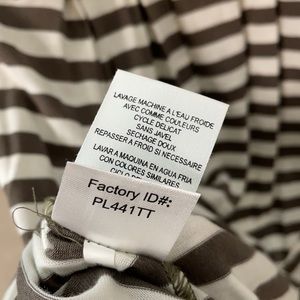 LAVAGE MACHINE A L'EAU FROIDE
AVEC COMME COULEURS
CYCLE DELICAT
SANS JAVEL
SECHAGE DOUX
REPASSER A FROID SI NECESSAIRE
LAVAR A MAQUINA EN AGUA FRIA
CON COLORES SIMILARES
CICLO
Factory ID#:
PL441TT